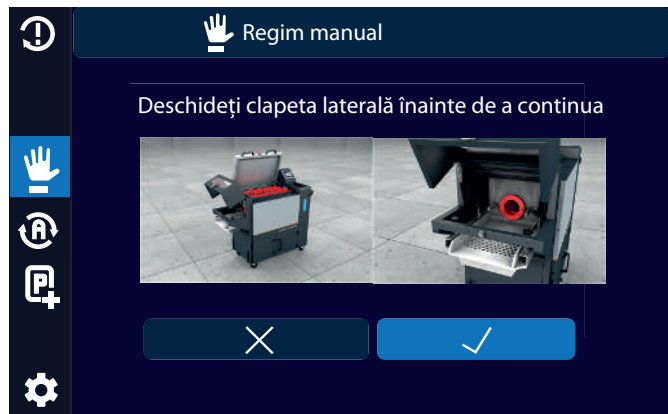 Regim manual
Deschideți clapeta laterală înainte de a continua
A
P